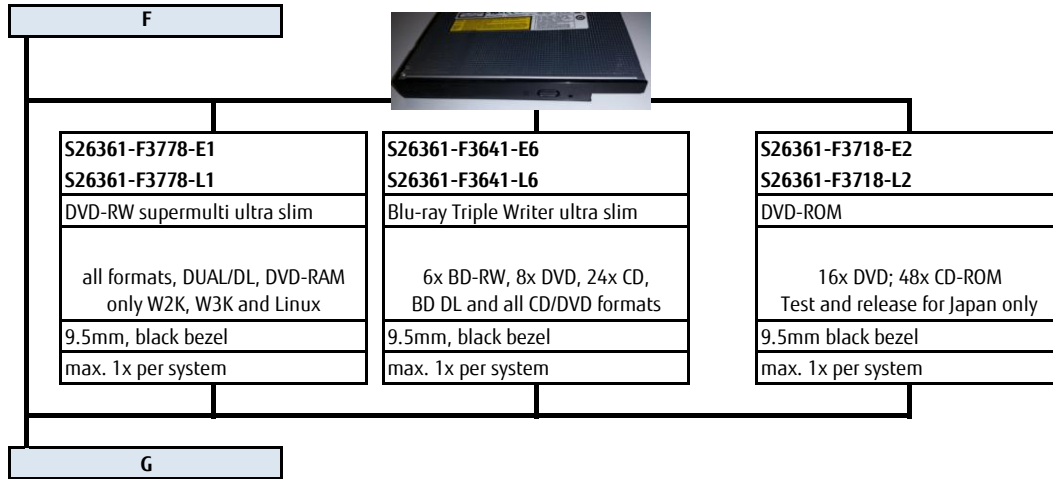 F
S26361-F3778-E1
S26361-F3778-L1
DVD-RW supermulti ultra slim
all formats, DUAL/DL, DVD-RAM
only W2K, W3K and Linux
9.5mm, black bezel
max. 1x per system
S26361-F3641-E6
S26361-F3641-L6
Blu-ray Triple Writer ultra slim
6x BD-RW, 8x DVD, 24x CD,
BD DL and all CD/DVD formats
9.5mm, black bezel
max. 1x per system
S26361-F3718-E2
S26361-F3718-L2
DVD-ROM
16x DVD; 48x CD-ROM
Test and release for Japan only
9.5mm black bezel
max. 1x per system
G